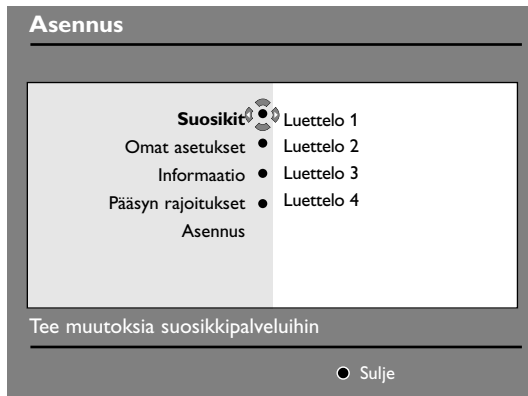 Asennus
Suosikit
Omat asetukset
Informaatio
Pääsyn rajoitukset
Asennus
Luettelo 1
Luettelo 2
Luettelo 3
Luettelo 4
Tee muutoksia suosikkipalveluihin
Sulje